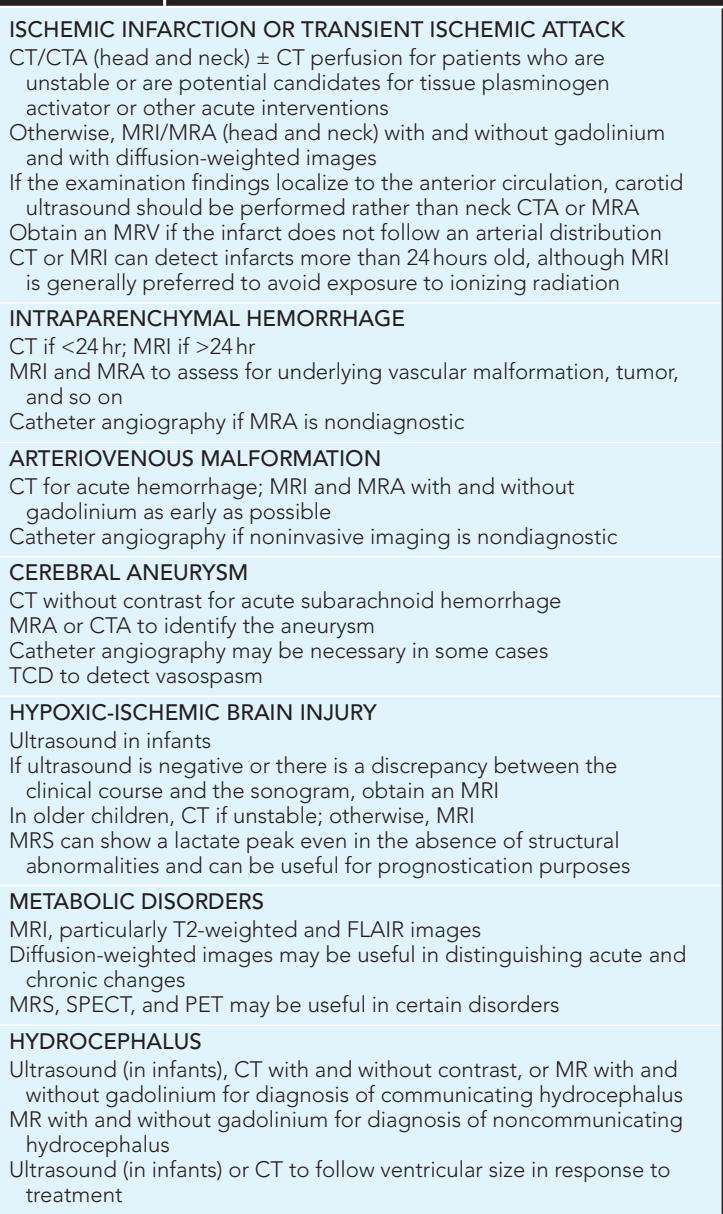 ISCHEMIC INFARCTION OR TRANSIENT ISCHEMIC ATTACK
CT/CTA (head and neck) ± CT perfusion for patients who are
unstable or are potential candidates for tissue plasminogen
activator or other acute interventions
Otherwise, MRI/MRA (head and neck) with and without gadolinium
and with diffusion-weighted images
If the examination findings localize to the anterior circulation, carotid
ultrasound should be performed rather than neck CTA or MRA
Obtain an MRV if the infarct does not follow an arterial distribution
CT or MRI can detect infarcts more than 24 hours old, although MRI
is generally preferred to avoid exposure to ionizing radiation
INTRAPARENCHYMAL HEMORRHAGE
CT if <24 hr; MRI if >24 hr
MRI and MRA to assess for underlying vascular malformation, tumor,
and so on
Catheter angiography if MRA is nondiagnostic
ARTERIOVENOUS MALFORMATION
CT for acute hemorrhage; MRI and MRA with and without
gadolinium as early as possible
Catheter angiography if noninvasive imaging is nondiagnostic
CEREBRAL ANEURYSM
CT without contrast for acute subarachnoid hemorrhage
MRA or CTA to identify the aneurysm
Catheter angiography may be necessary in some cases
TCD to detect vasospasm
HYPOXIC-ISCHEMIC BRAIN INJURY
Ultrasound in infants
If ultrasound is negative or there is a discrepancy between the
clinical course and the sonogram, obtain an MRI
In older children, CT if unstable; otherwise, MRI
MRS can show a lactate peak even in the absence of structural
abnormalities and can be useful for prognostication purposes
METABOLIC DISORDERS
MRI, particularly T2-weighted and FLAIR images
Diffusion-weighted images may be useful in distinguishing acute and
chronic changes
MRS, SPECT, and PET may be useful in certain disorders
HYDROCEPHALUS
Ultrasound (in infants), CT with and without contrast, or MR with and
without gadolinium for diagnosis of communicating hydrocephalus
MR with and without gadolinium for diagnosis of noncommunicating
hydrocephalus
Ultrasound (in infants) or CT to follow ventricular size in response to
treatment